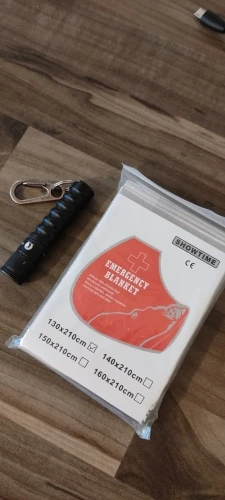 SHOWTIME
CE
EMERGENCY
BLANKET
130x210cm
140x210cm
150x210cm
160x210cm